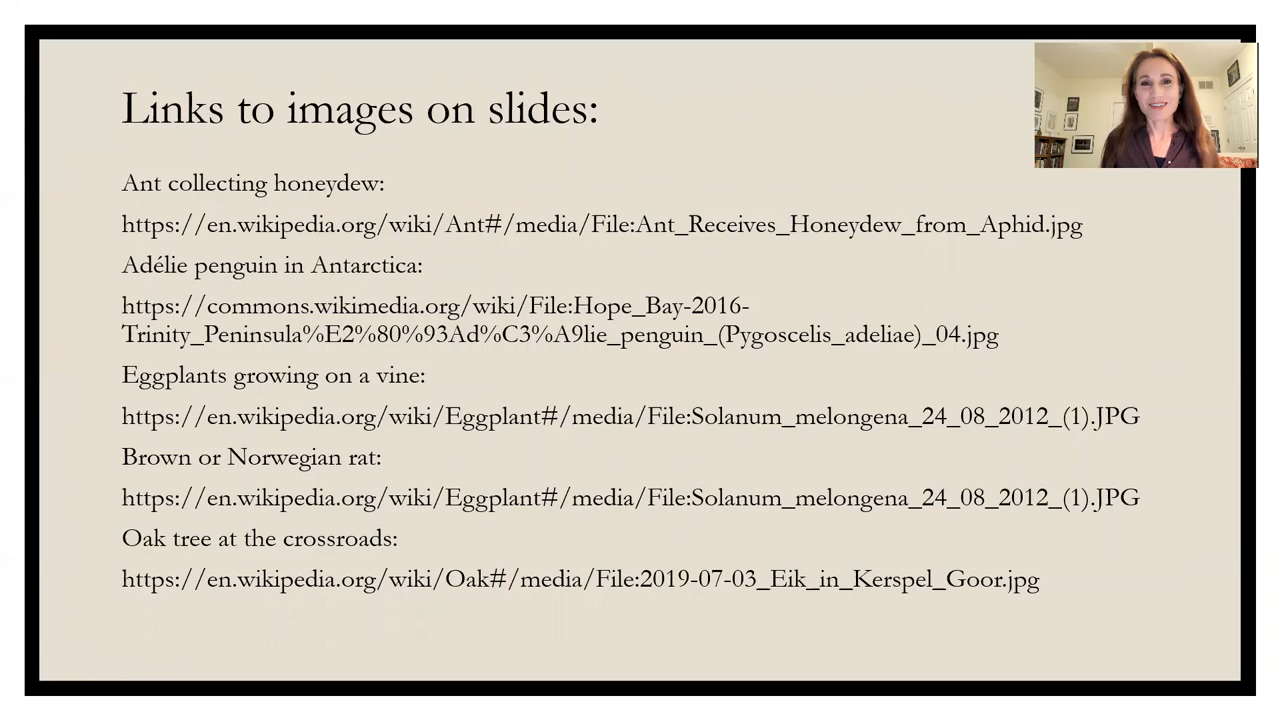 Links to images on slides:
Ant collecting honeydew:
https://en.wikipedia.org/wiki/Ant#/media/File:Ant_Receives_Honeydew_from_Aphid.jpg
Adélie penguin in Antarctica:
https://commons.wikimedia.org/wiki/File:Hope_Bay-2016-
Trinity_Peninsula%E2%80%93Ad%C3%A9lie_penguin_(Pygoscelis_adeliae)_04.jpg
Eggplants growing on a vine:
https://en.wikipedia.org/wiki/Eggplant#/media/File:Solanum_melongena_24_08_2012_(1).JPG
Brown or Norwegian rat:
https://en.wikipedia.org/wiki/Eggplant#/media/File:Solanum_melongena_24_08_2012_(1).JPG
Oak tree at the crossroads:
https://en.wikipedia.org/wiki/Oak#/media/File:2019-07-03_Eik_in_Kerspel_Goor.jpg